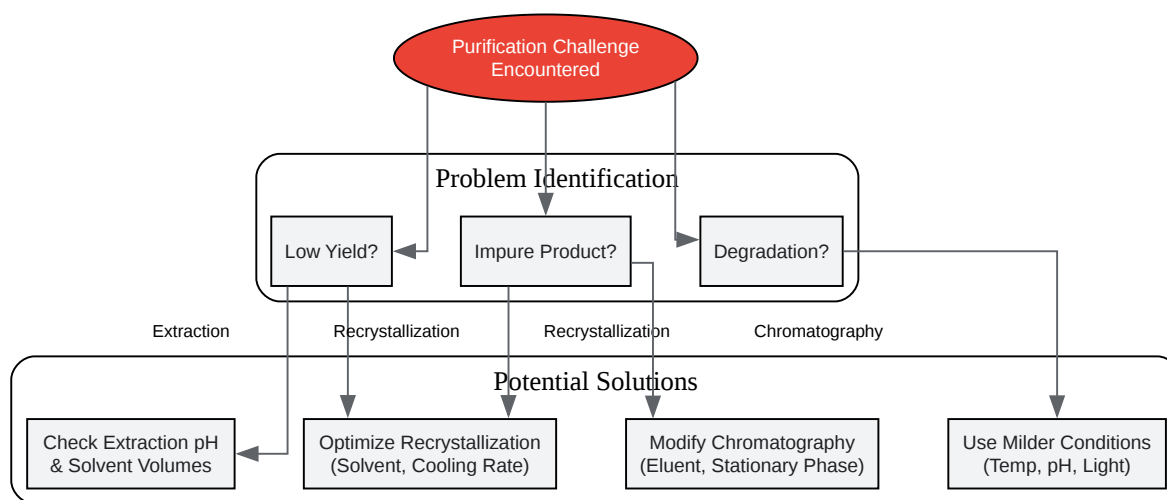 Purification Challenge
Encountered
Problem Identification
Low Yield?
Impure Product?
Degradation?
Extraction
Recrystallization
Recrystallization
Chromatography
Potential Solutions
Check Extraction pH
& Solvent Volumes
Optimize Recrystallization
(Solvent, Cooling Rate)
Modify Chromatography
(Eluent, Stationary Phase)
Use Milder Conditions
(Temp, pH, Light)